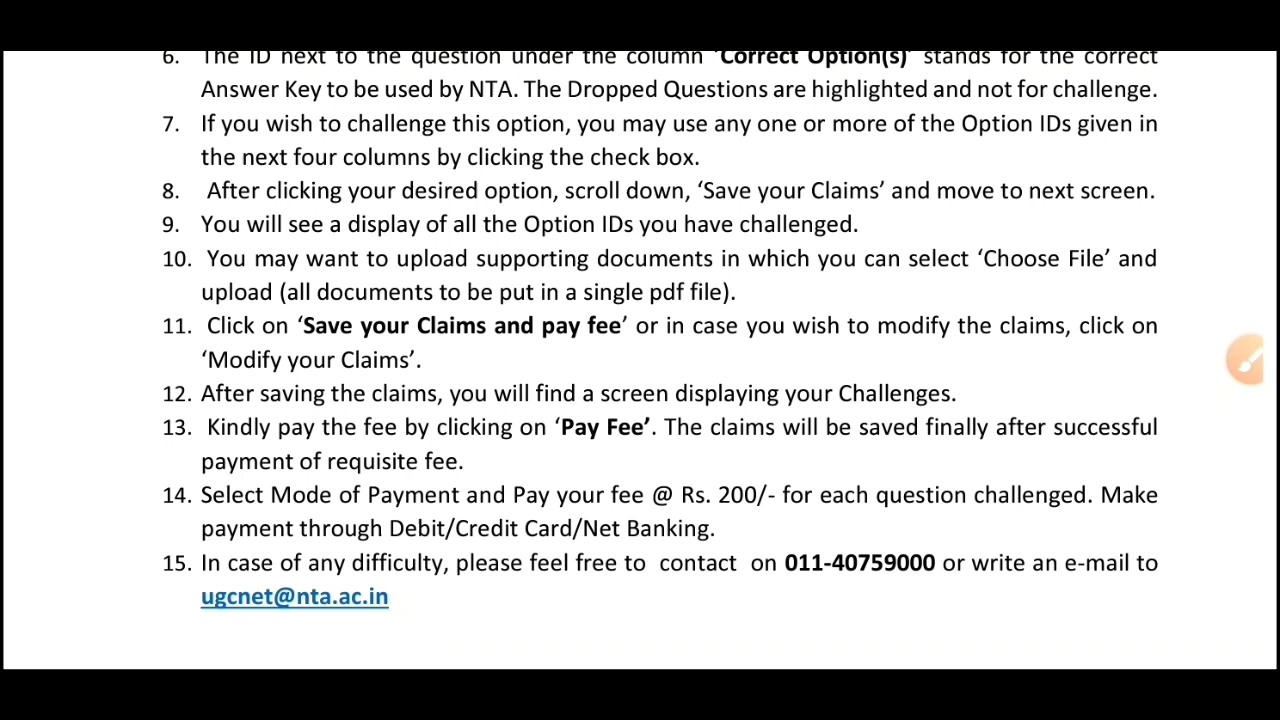 6. The ID next to the question under the column 'Correct Option(s)' stands for the correct
Answer Key to be used by NTA. The Dropped Questions are highlighted and not for challenge.
7. If you wish to challenge this option, you may use any one or more of the Option IDs given in
the next four columns by clicking the check box.
8. After clicking your desired option, scroll down, ‘Save your Claims’ and move to next screen.
9. You will see a display of all the Option IDs you have challenged.
10. You may want to upload supporting documents in which you can select ‘Choose File’ and
upload (all documents to be put in a single pdf file).
11. Click on ‘Save your Claims and pay fee’ or in case you wish to modify the claims, click on
‘Modify your Claims’.
12. After saving the claims, you will find a screen displaying your Challenges.
13. Kindly pay the fee by clicking on ‘Pay Fee’. The claims will be saved finally after successful
payment of requisite fee.
14. Select Mode of Payment and Pay your fee @ Rs. 200/- for each question challenged. Make
payment through Debit/Credit Card/Net Banking.
15. In case of any difficulty, please feel free to contact on 011-40759000 or write an e-mail to
ugcnet@nta.ac.in